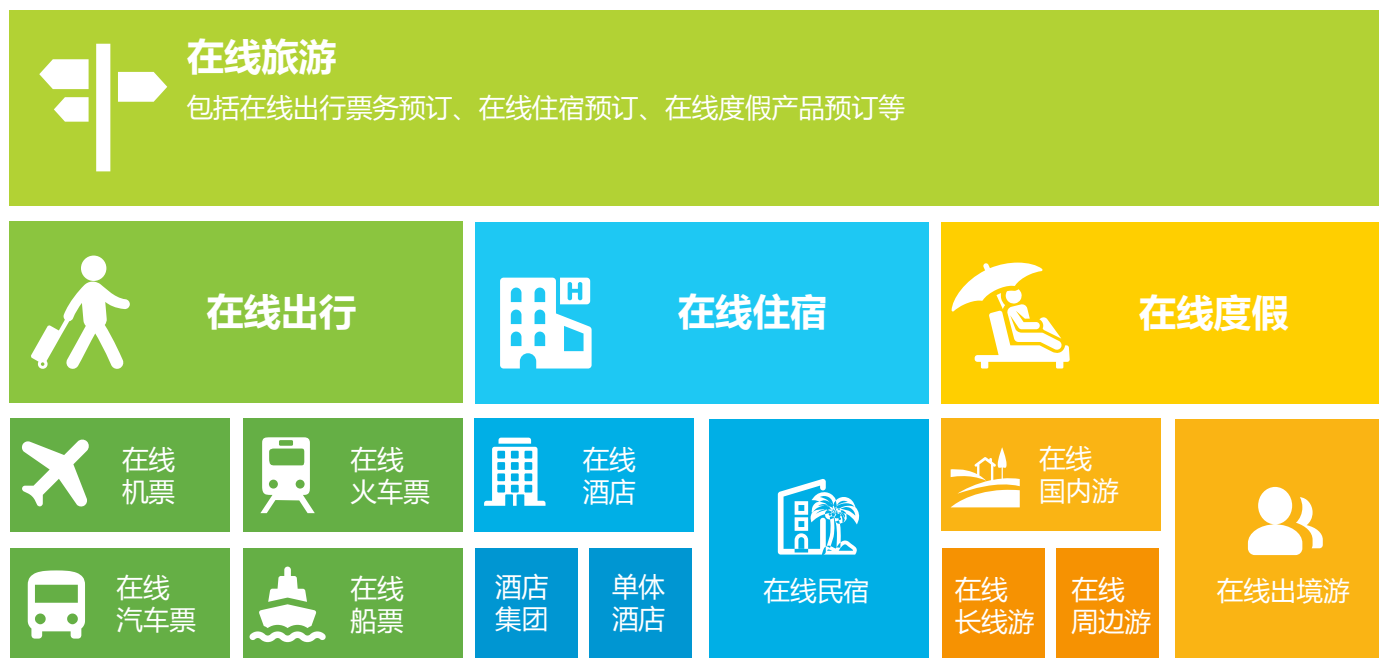 在线旅游
包括在线出行票务预订、在线住宿预订、在线度假产品预订等
在线出行
H
在线住宿
在线度假
在线
机票
在线
火车票
在线
汽车票
在线
船票
在线
酒店
酒店
集团
单体
酒店
在线民宿
在线
国内游
在线
长线游
在线
周边游
在线出境游